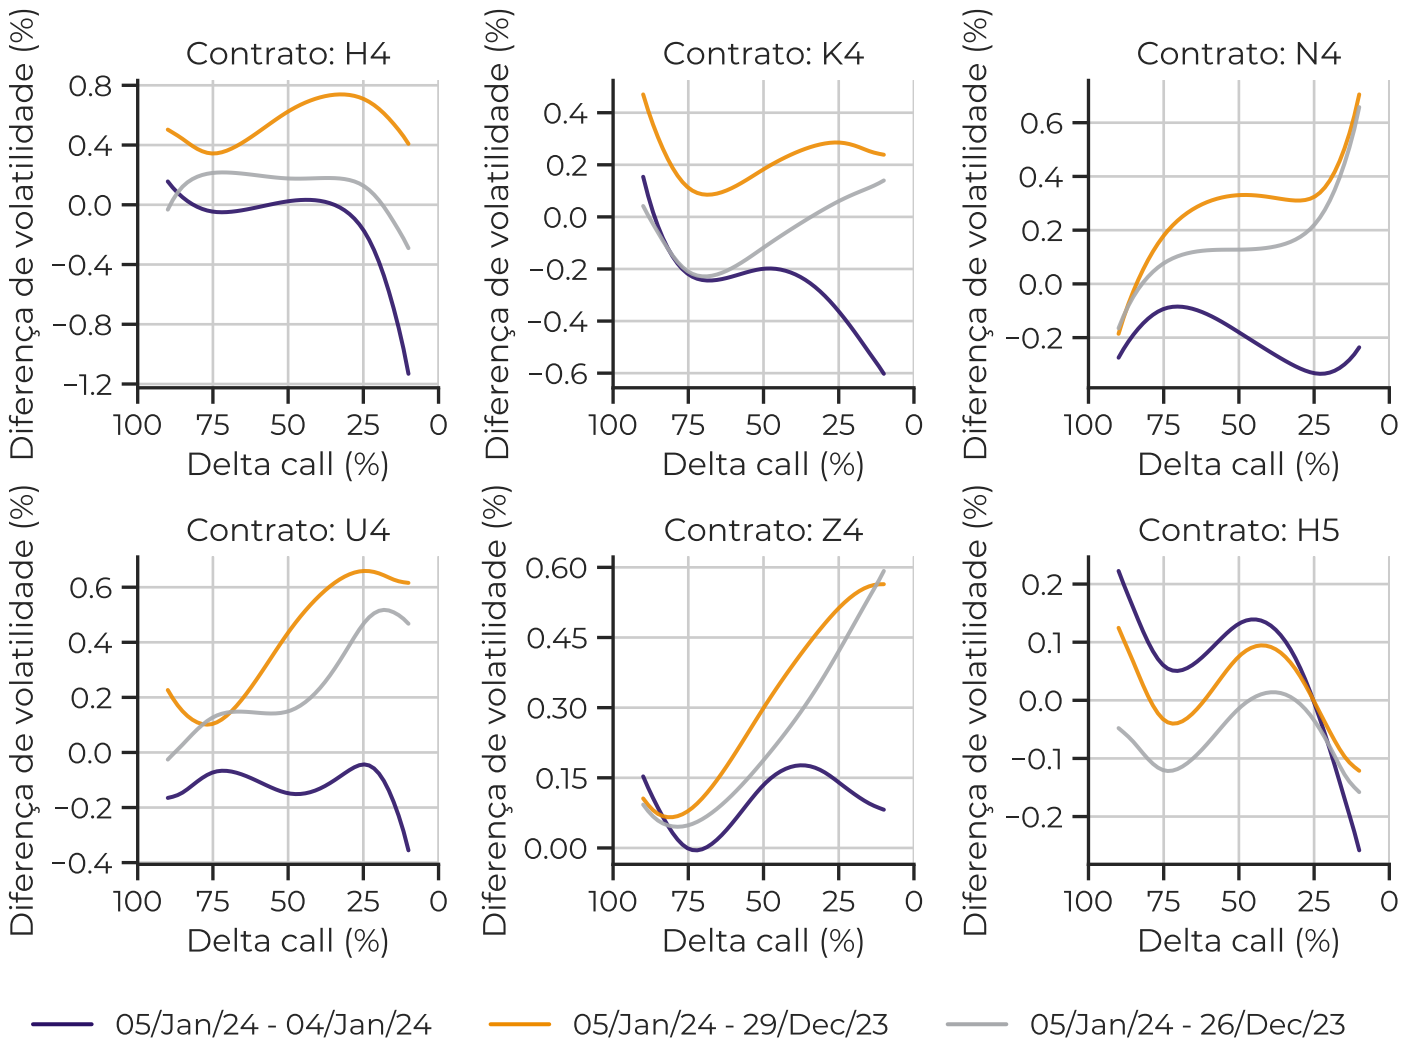 Contrato: H4
Diferença de volatilidade (%)
0.8
0.4
0.0
−0.4
−0.8
−1.2
100 75 50 25 0
Delta call (%)
Contrato: K4
Diferença de volatilidade (%)
0.4
0.2
0.0
−0.2
−0.4
−0.6
100 75 50 25 0
Delta call (%)
Contrato: N4
Diferença de volatilidade (%)
0.6
0.4
0.2
0.0
−0.2
100 75 50 25 0
Delta call (%)
Contrato: U4
Diferença de volatilidade (%)
0.6
0.4
0.2
0.0
−0.2
−0.4
100 75 50 25 0
Delta call (%)
Contrato: Z4
Diferença de volatilidade (%)
0.60
0.45
0.30
0.15
0.00
100 75 50 25 0
Delta call (%)
Contrato: H5
Diferença de volatilidade (%)
0.2
0.1
0.0
−0.1
−0.2
100 75 50 25 0
Delta call (%)
05/Jan/24 - 04/Jan/24
05/Jan/24 - 29/Dec/23
05/Jan/24 - 26/Dec/23